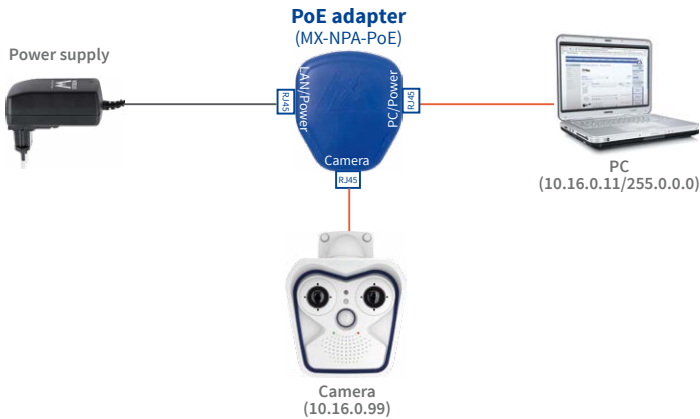 PoE adapter
(MX-NPA-PoE)
Power supply
RJ45
LAN/Power
PC/Power
RJ45
Camera
RJ45
PC
(10.16.0.11/255.0.0.0)
Camera
(10.16.0.99)